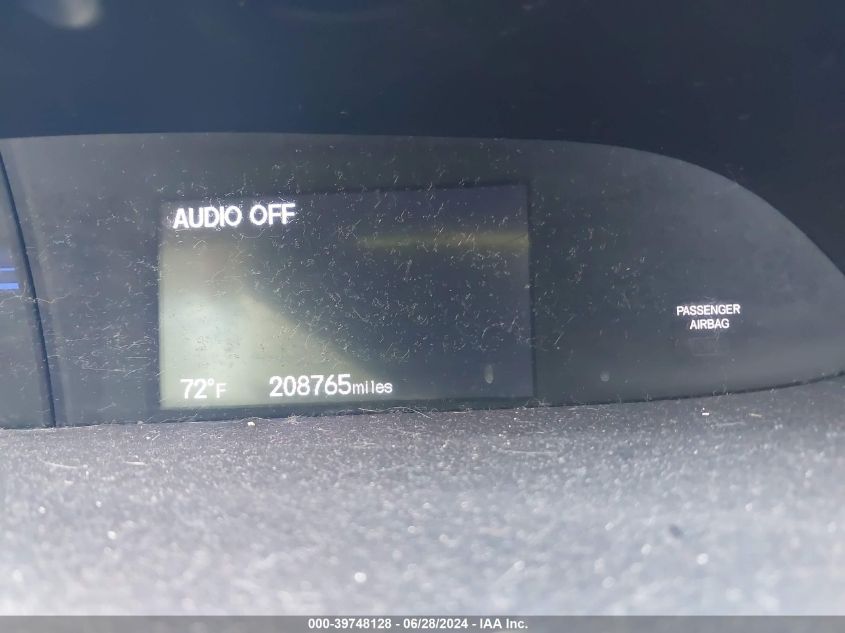 AUDIO OFF
72°F 208765miles
PASSENGER
AIRBAG
000-39748128 - 06/28/2024 - IAA Inc.